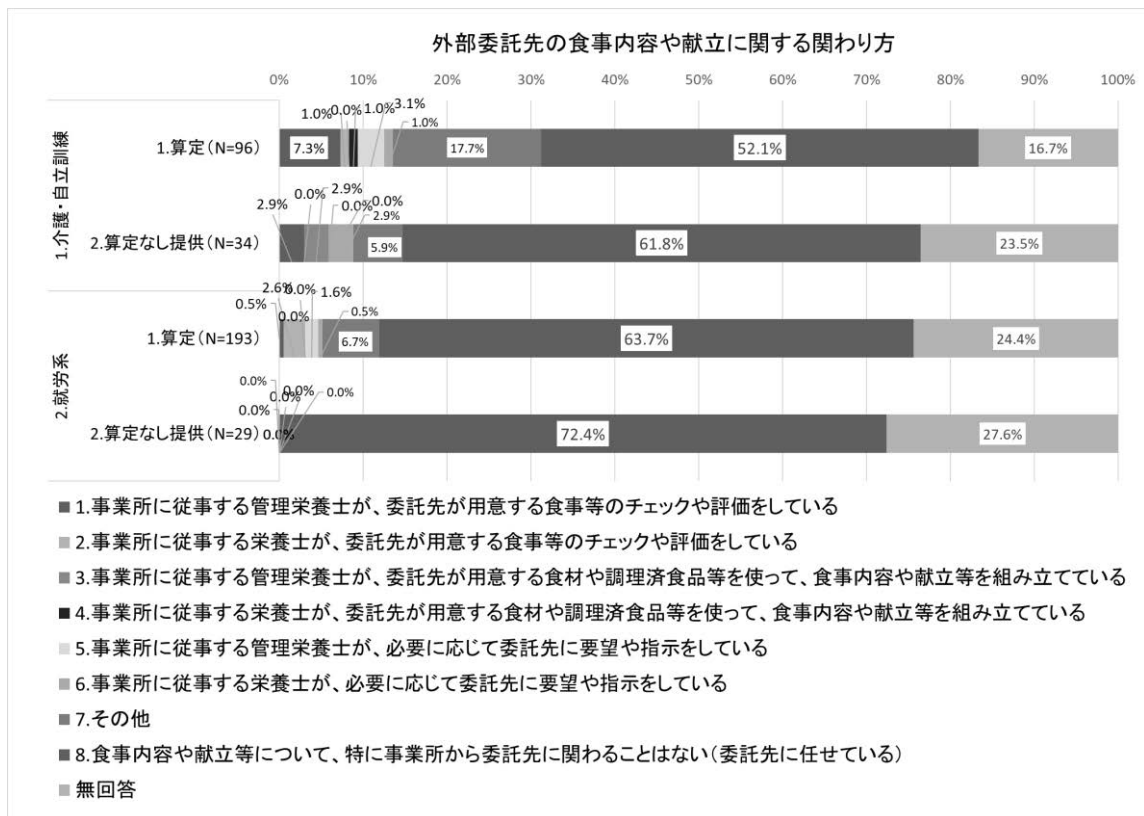 外部委託先の食事内容や献立に関する関わり方
0% 10% 20% 30% 40% 50% 60% 70% 80% 90% 100%
1.介護・自立訓練
1.算定(N=96)
7.3% 1.0% 0.0% 1.0% 3.1% 1.0% 17.7% 52.1% 16.7%
2.算定なし提供(N=34)
2.9% 0.0% 2.9% 0.0% 0.0% 2.9% 5.9% 61.8% 23.5%
2.就労系
1.算定(N=193)
0.5% 2.6% 0.0% 0.0% 1.6% 0.5% 6.7% 63.7% 24.4%
2.算定なし提供(N=29)
0.0% 0.0% 0.0% 0.0% 0.0% 0.0% 72.4% 27.6%
■1.事業所に従事する管理栄養士が、委託先が用意する食事等のチェックや評価をしている
■2.事業所に従事する栄養士が、委託先が用意する食事等のチェックや評価をしている
■3.事業所に従事する管理栄養士が、委託先が用意する食材や調理済食品等を使って、食事内容や献立等を組み立てている
■4.事業所に従事する栄養士が、委託先が用意する食材や調理済食品等を使って、食事内容や献立等を組み立てている
■5.事業所に従事する管理栄養士が、必要に応じて委託先に要望や指示をしている
■6.事業所に従事する栄養士が、必要に応じて委託先に要望や指示をしている
■7.その他
■8.食事内容や献立等について、特に事業所から委託先に関わることはない(委託先に任せている)
■無回答